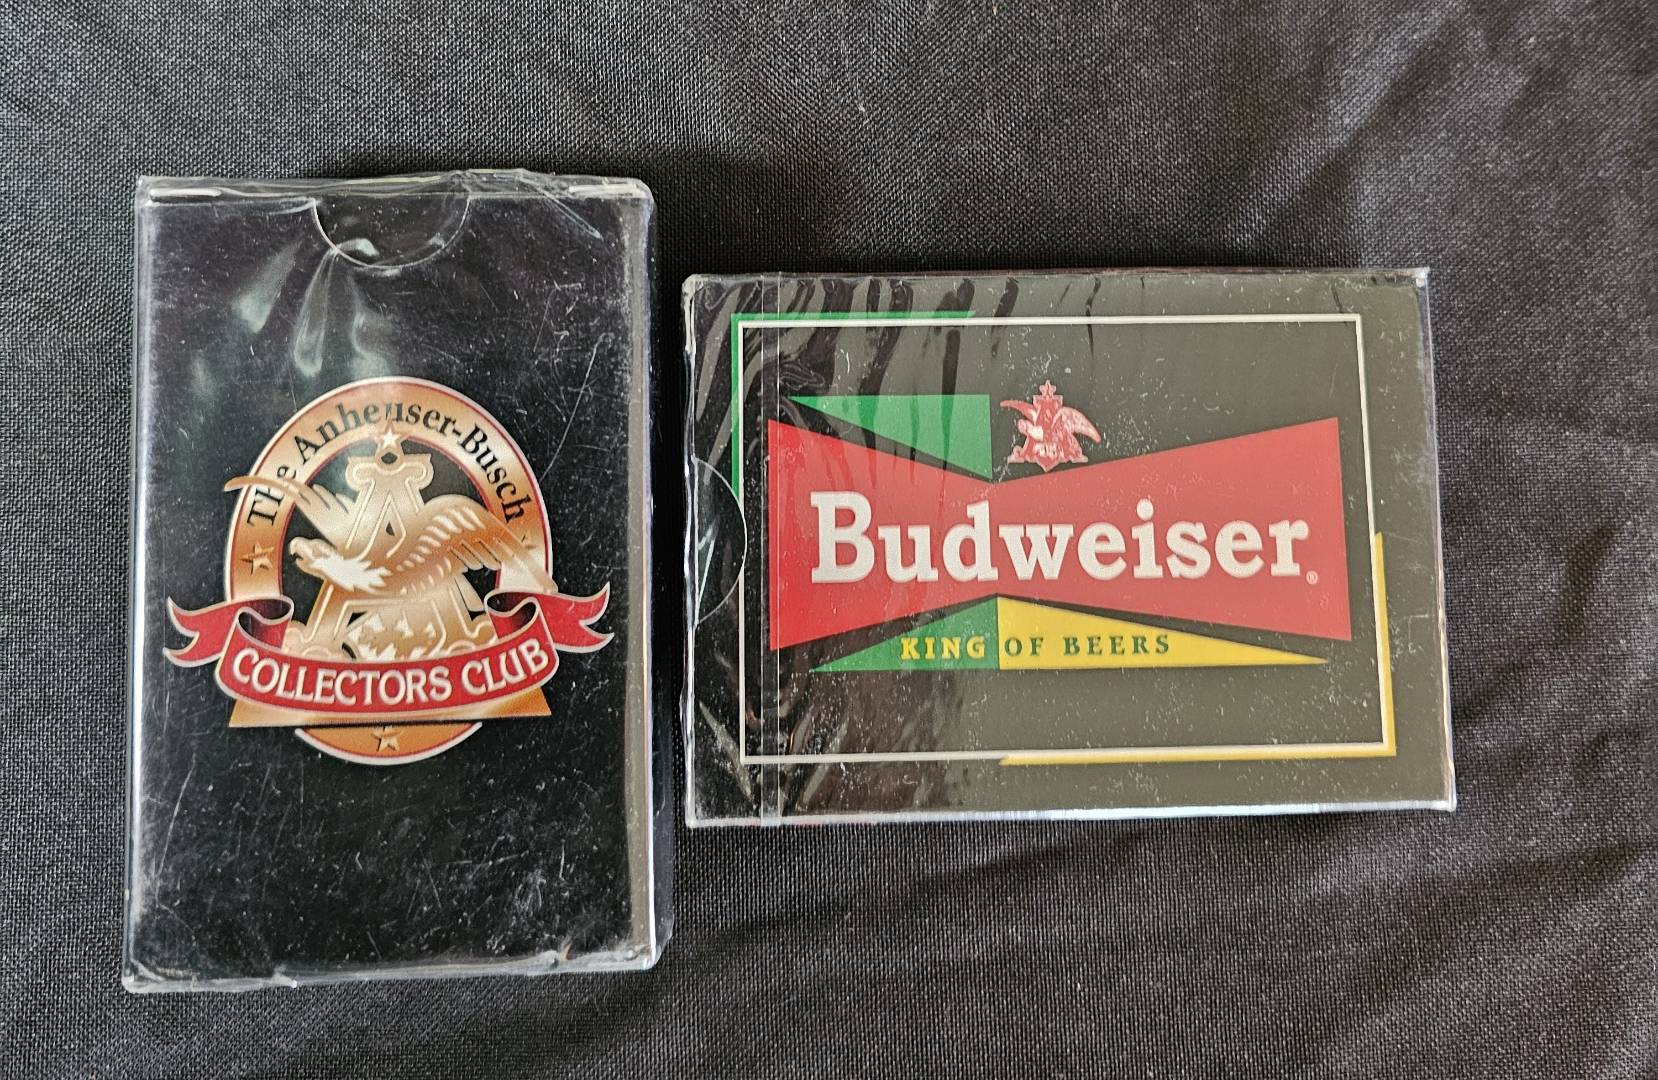 The Anheuser-Busch
COLLECTORS CLUB
Budweiser®
KING OF BEERS